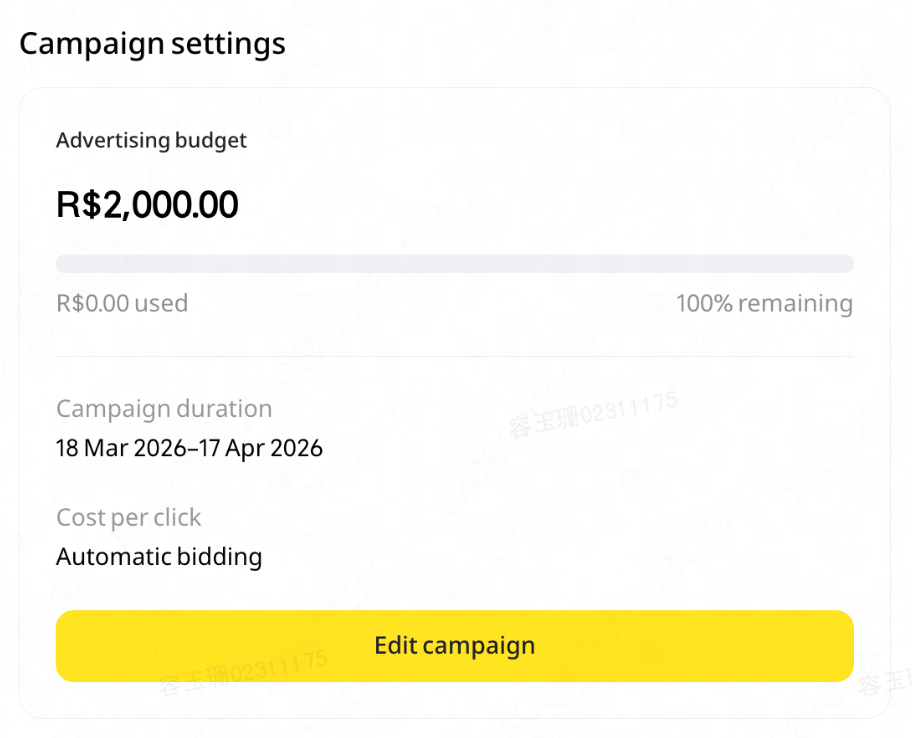 Campaign settings
Advertising budget
R$2,000.00
R$0.00 used
100% remaining
Campaign duration
容玉珊02311175
18 Mar 2026–17 Apr 2026
Cost per click
Automatic bidding
Edit campaign
容玉珊02311175
容玉